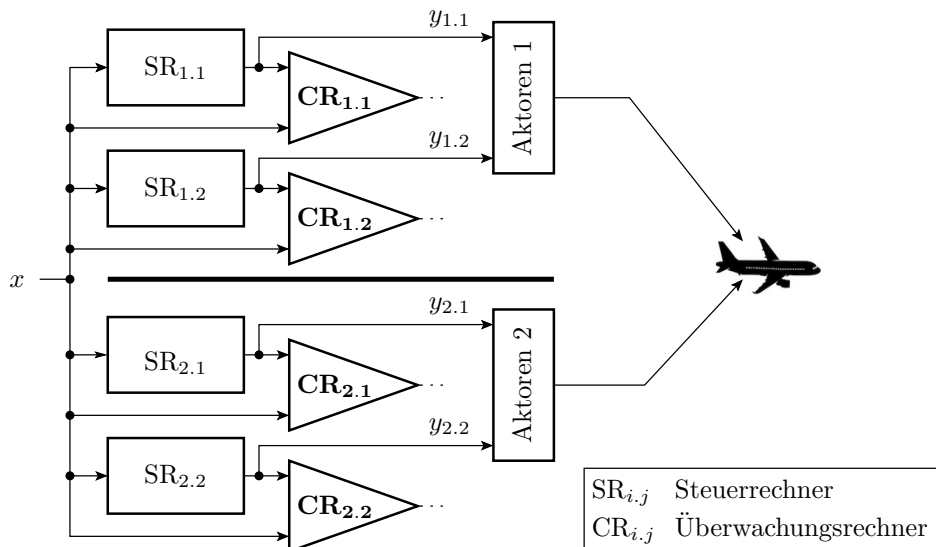 y1.1
SR1.1
CR1.1
Aktoren 1
y1.2
SR1.2
CR1.2
x
y2.1
SR2.1
CR2.1
Aktoren 2
y2.2
SR2.2
CR2.2
SRi.j Steuerrechner
CRi.j Überwachungsrechner